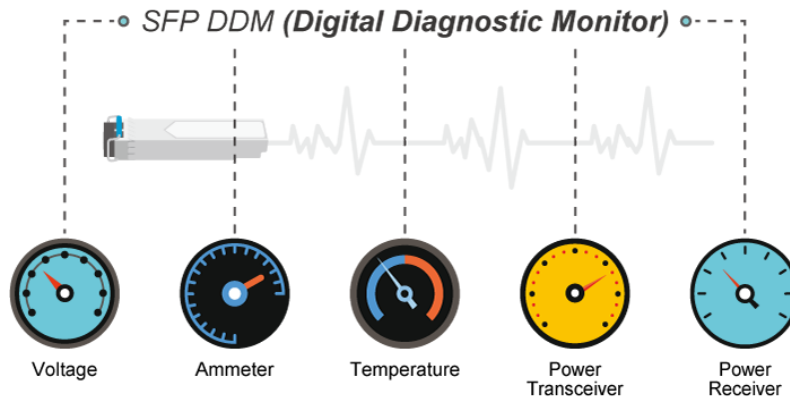 SFP DDM (Digital Diagnostic Monitor)
Voltage
Ammeter
Temperature
Power
Transceiver
Power
Receiver